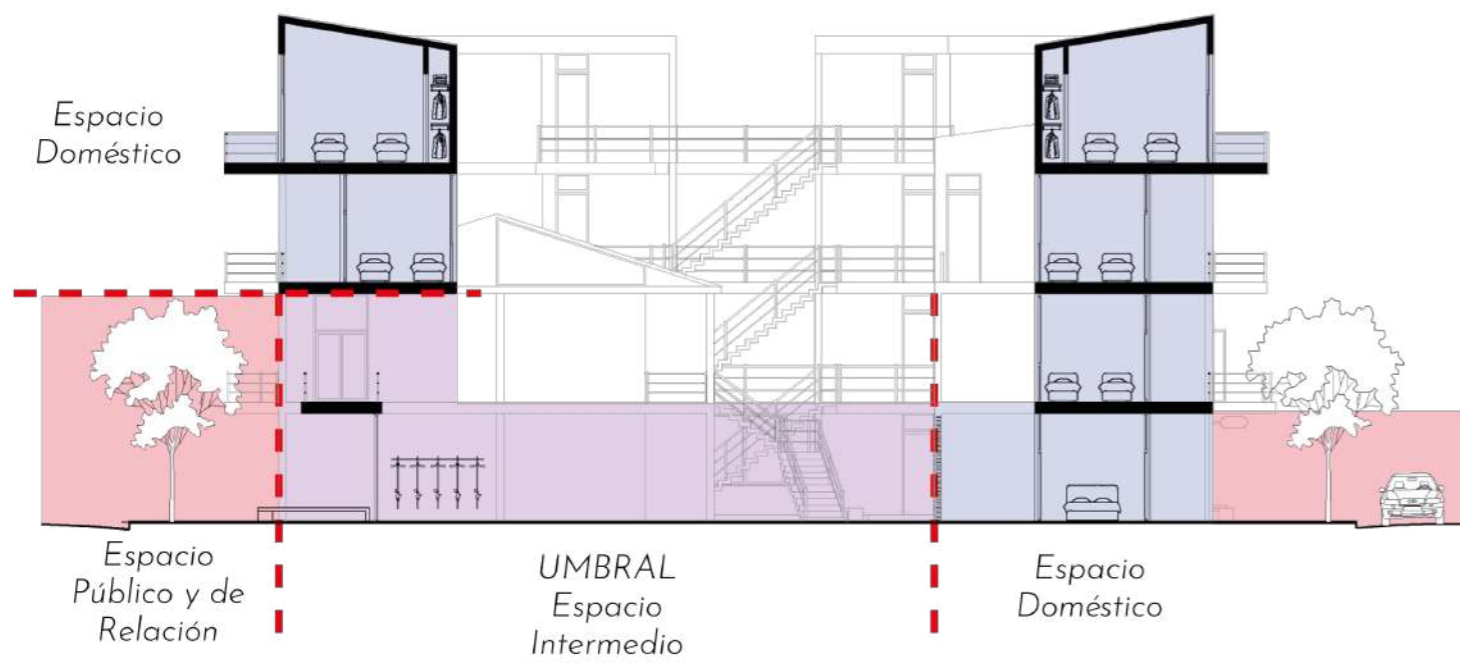 Espacio
Doméstico
Espacio
Público y de
Relación
UMBRAL
Espacio
Intermedio
Espacio
Doméstico